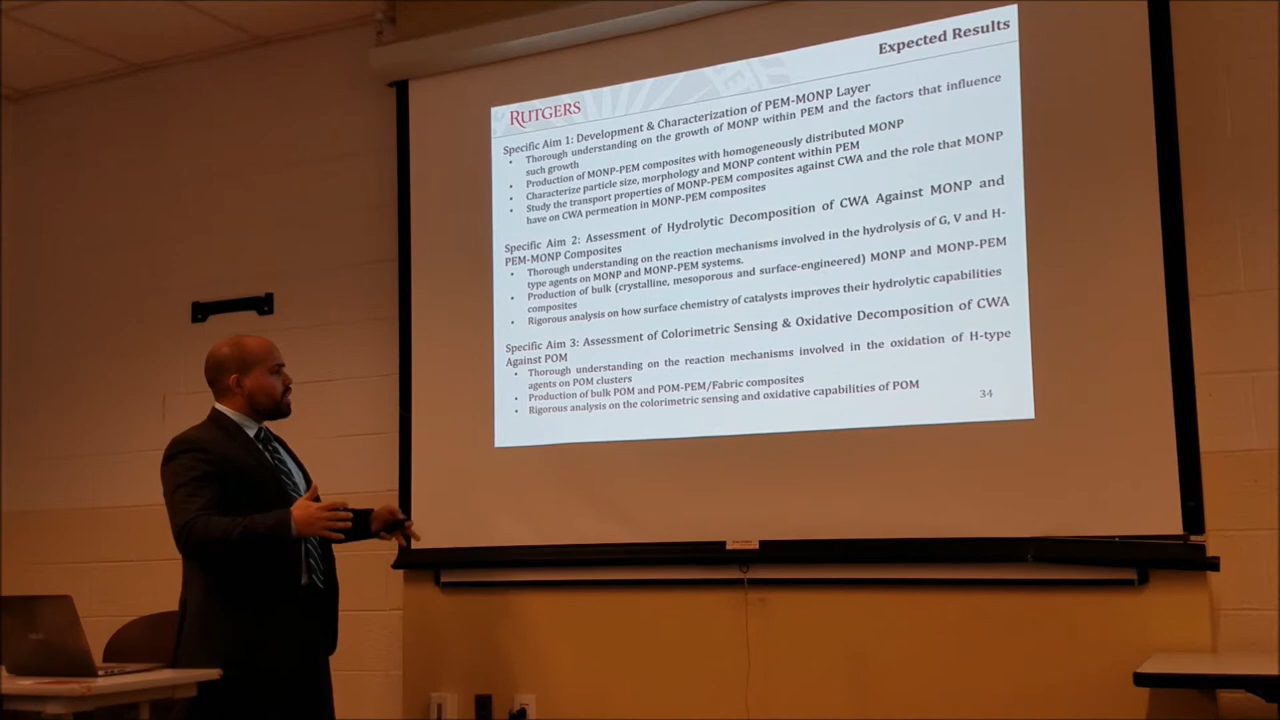 Expected Results
RUTGERS
Specific Aim 1: Development & Characterization of PEM-MONP Layer
• Thorough understanding on the growth of MONP within PEM and the factors that influence
such growth
• Production of MONP-PEM composites with homogeneously distributed MONP
• Characterize particle size, morphology and MONP content within PEM
• Study the transport properties of MONP-PEM composites against CWA and the role that MONP
have on CWA permeation in MONP-PEM composites
Specific Aim 2: Assessment of Hydrolytic Decomposition of CWA Against MONP and
PEM-MONP Composites
• Thorough understanding on the reaction mechanisms involved in the hydrolysis of G, V and H-
type agents on MONP and MONP-PEM systems.
• Production of bulk (crystalline, mesoporous and surface-engineered) MONP and MONP-PEM
composites
• Rigorous analysis on how surface chemistry of catalysts improves their hydrolytic capabilities
Specific Aim 3: Assessment of Colorimetric Sensing & Oxidative Decomposition of CWA
Against POM
• Thorough understanding on the reaction mechanisms involved in the oxidation of H-type
agents on POM clusters
• Production of bulk POM and POM-PEM/Fabric composites
• Rigorous analysis on the colorimetric sensing and oxidative capabilities of POM
34